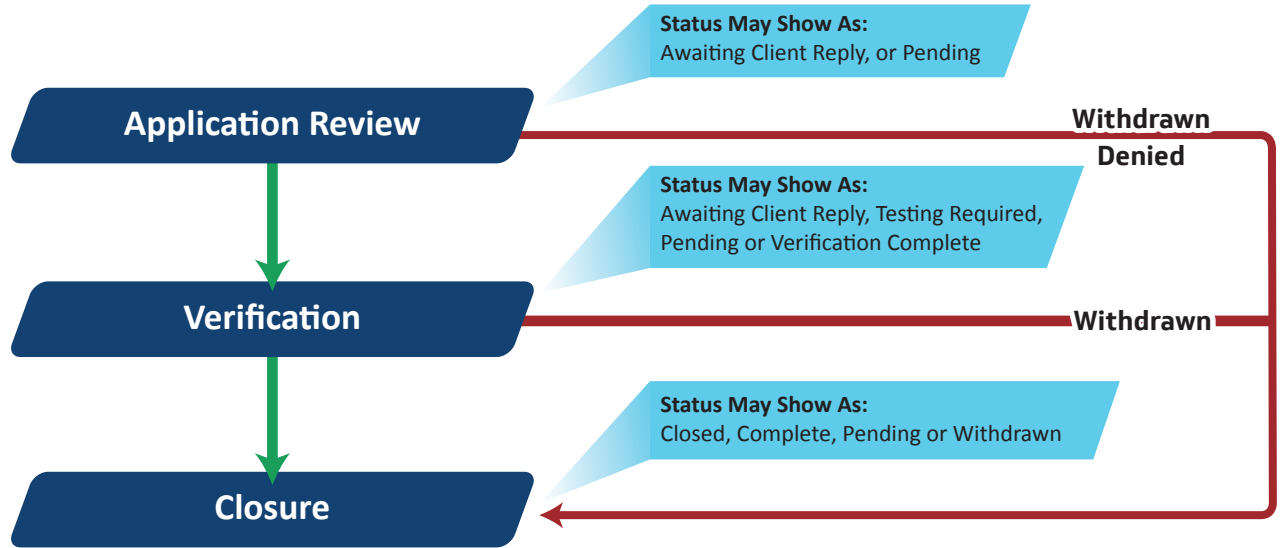 Status May Show As:
Awaiting Client Reply, or Pending
Application Review
Withdrawn
Denied
Status May Show As:
Awaiting Client Reply, Testing Required,
Pending or Verification Complete
Verification
Withdrawn
Status May Show As:
Closed, Complete, Pending or Withdrawn
Closure